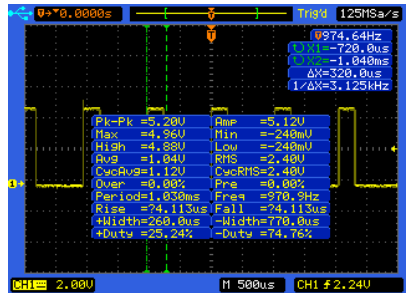 0.0000s Trig'd 125MSa/s
974.64Hz
X1=-720.0us
X2=-1.040ms
ΔX=320.0us
1/ΔX=3.125kHz
Pk-Pk =5.20V Amp =5.12V
Max =4.96V Min =-240mV
High =4.88V Low =-240mV
Avg =1.04V RMS =2.40V
CycAvg=1.12V CycRMS=2.40V
Over =0.00% Pre =0.00%
Period=1.030ms Freq =970.9Hz
Rise =?4.113us Fall =?4.113us
+Width=260.0us -Width=770.0us
+Duty =25.24% -Duty =74.76%
CH1 2.00V M 500us CH1 2.24V